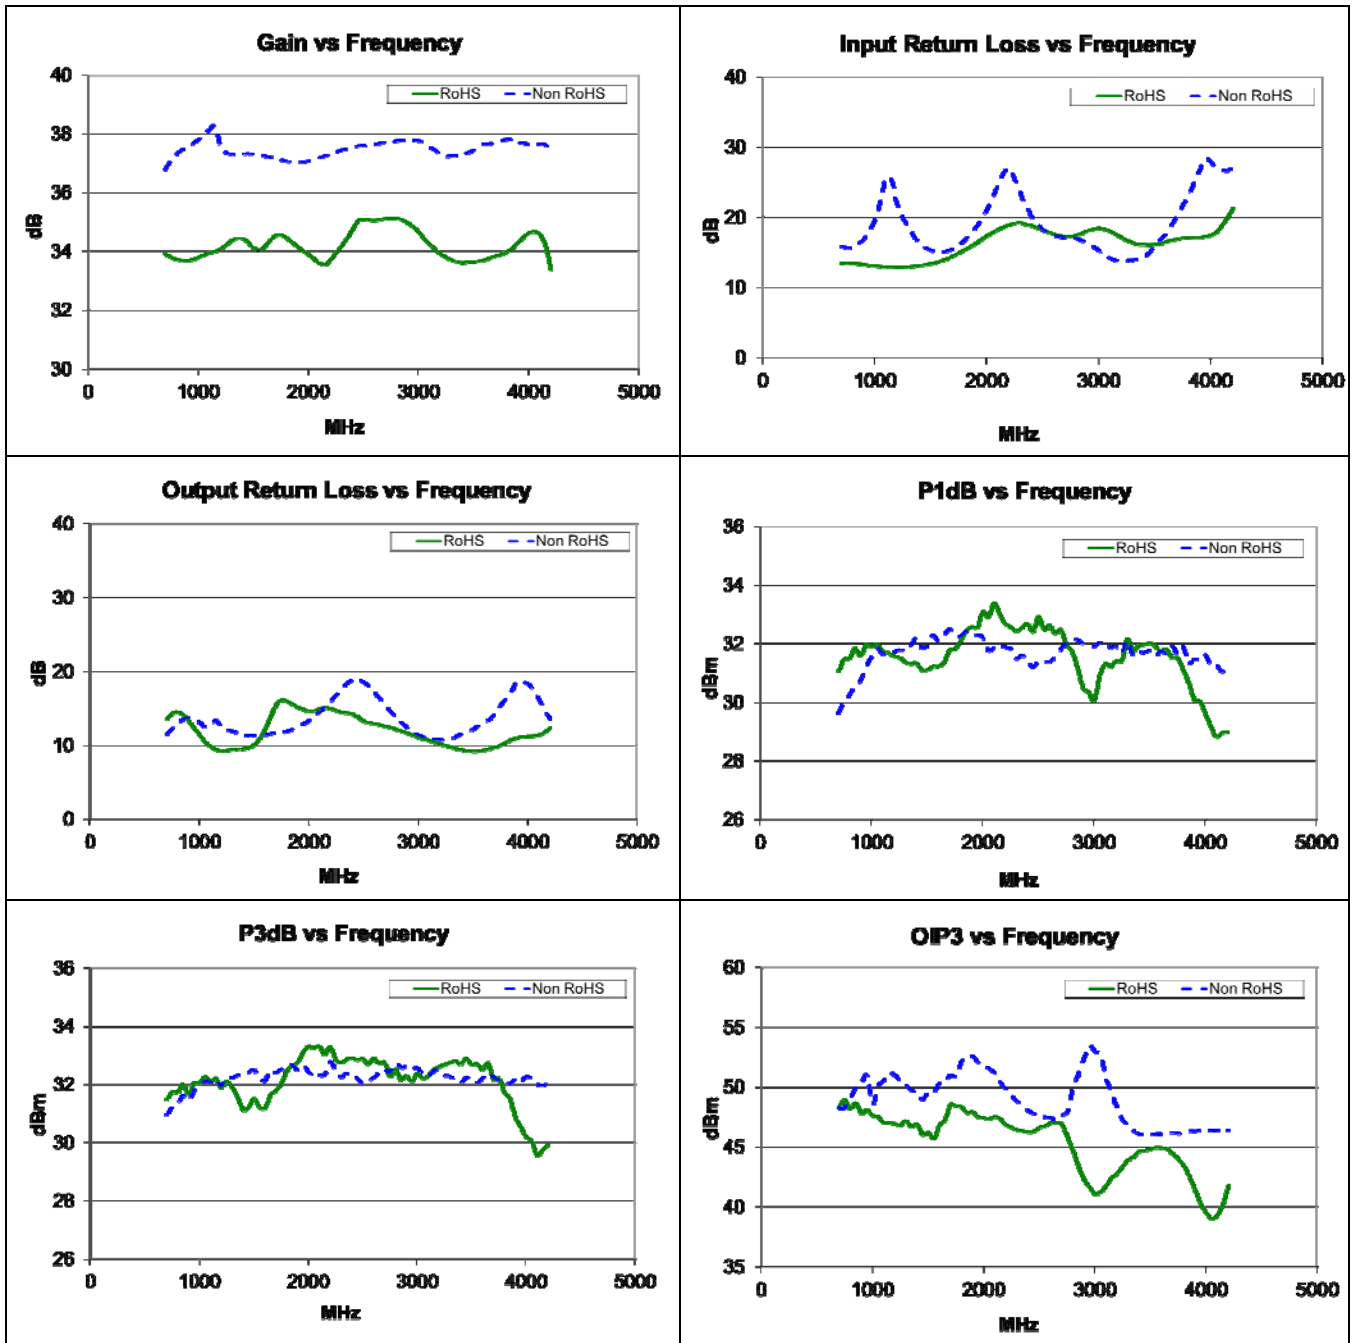 Gain vs Frequency
RoHS Non RoHS
40
38
36
34
32
30
dB
0 1000 2000 3000 4000 5000
MHz
Input Return Loss vs Frequency
RoHS Non RoHS
40
30
20
10
0
dB
0 1000 2000 3000 4000 5000
MHz
Output Return Loss vs Frequency
RoHS Non RoHS
40
30
20
10
0
dB
0 1000 2000 3000 4000 5000
MHz
P1dB vs Frequency
RoHS Non RoHS
36
34
32
30
28
26
dBm
0 1000 2000 3000 4000 5000
MHz
P3dB vs Frequency
RoHS Non RoHS
36
34
32
30
28
26
dBm
0 1000 2000 3000 4000 5000
MHz
OIP3 vs Frequency
RoHS Non RoHS
60
55
50
45
40
35
dBm
0 1000 2000 3000 4000 5000
MHz